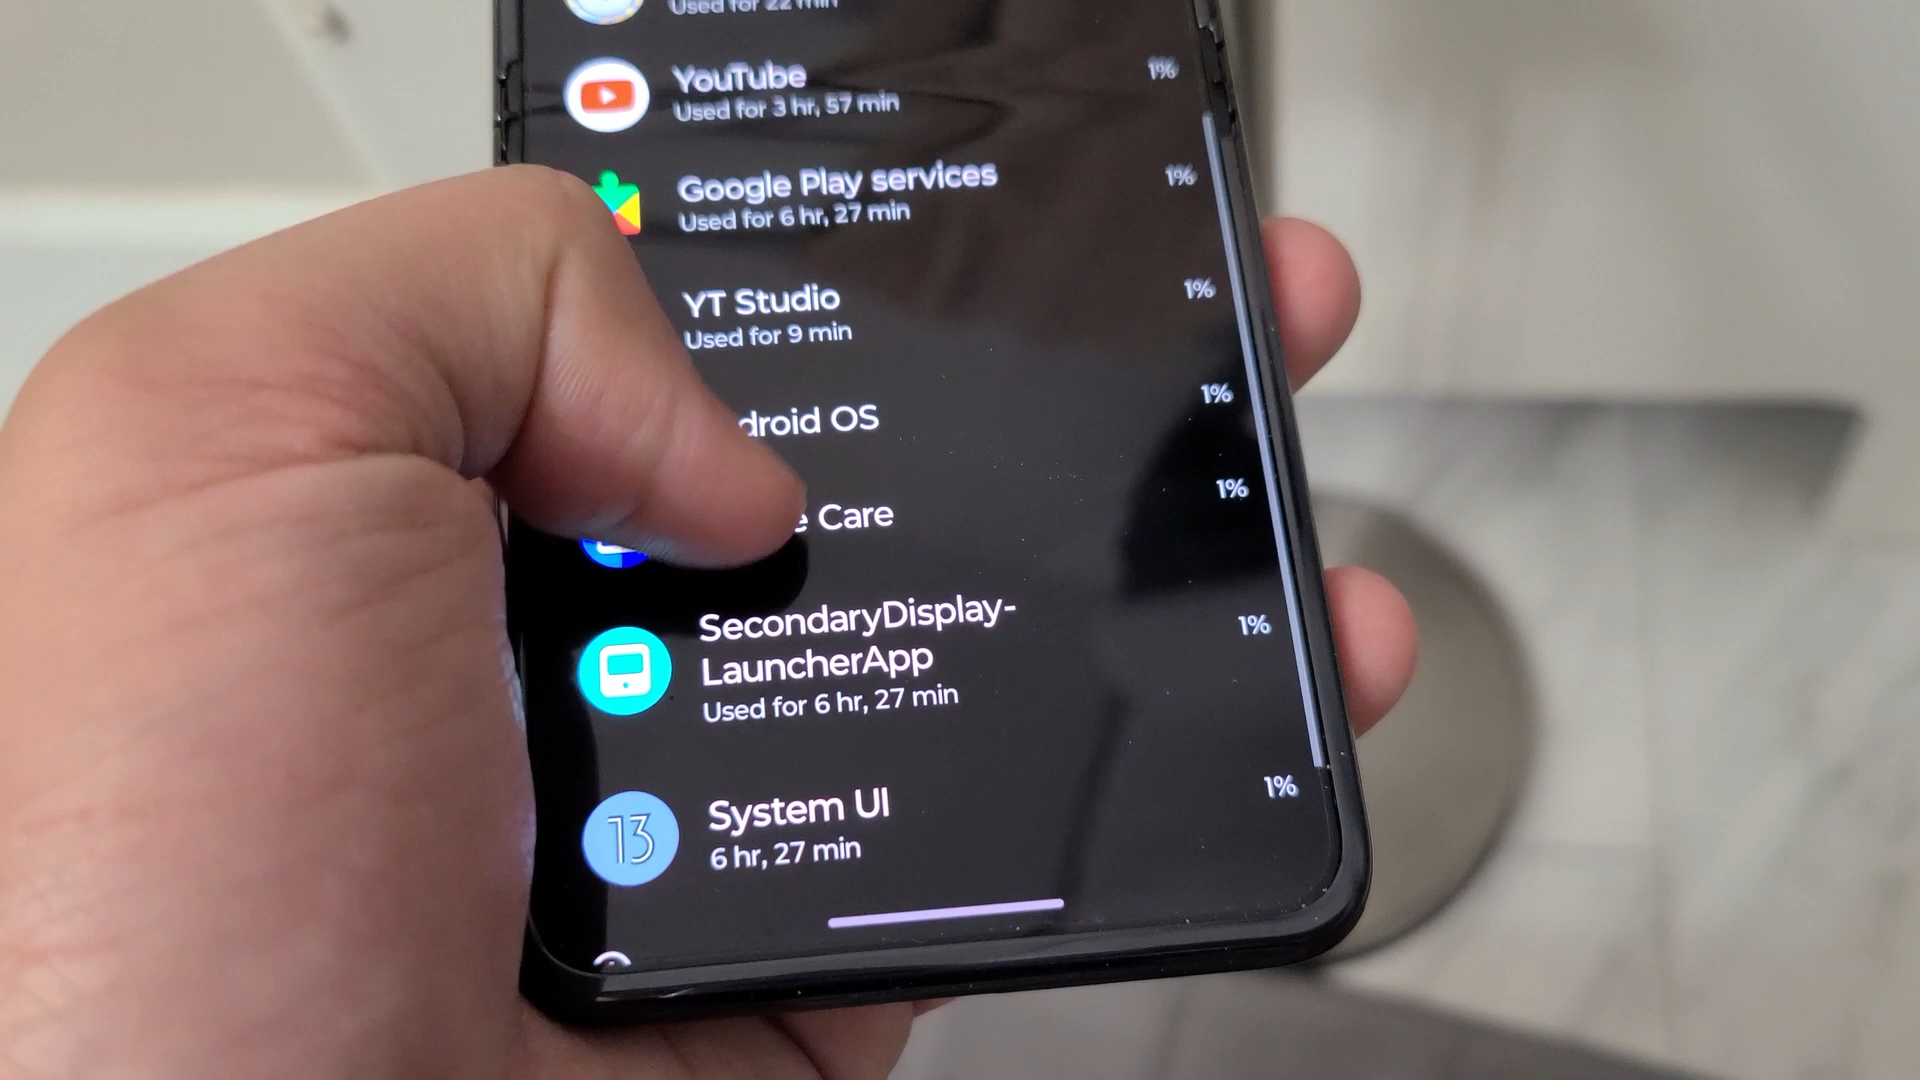 Used for 22 min
YouTube
1%
Used for 3 hr, 57 min
Google Play services
1%
Used for 6 hr, 27 min
YT Studio
1%
Used for 9 min
droid OS
1%
e Care
1%
SecondaryDisplay-
LauncherApp
1%
Used for 6 hr, 27 min
13
System UI
1%
6 hr, 27 min